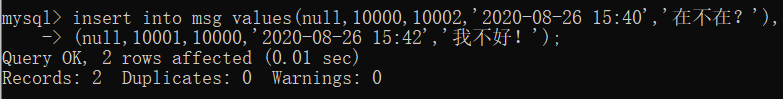 mysql> insert into msg values(null,10000,10002,'2020-08-26 15:40','在不在？'),
    -> (null,10001,10000,'2020-08-26 15:42','我不好！');
Query OK, 2 rows affected (0.01 sec)
Records: 2  Duplicates: 0  Warnings: 0